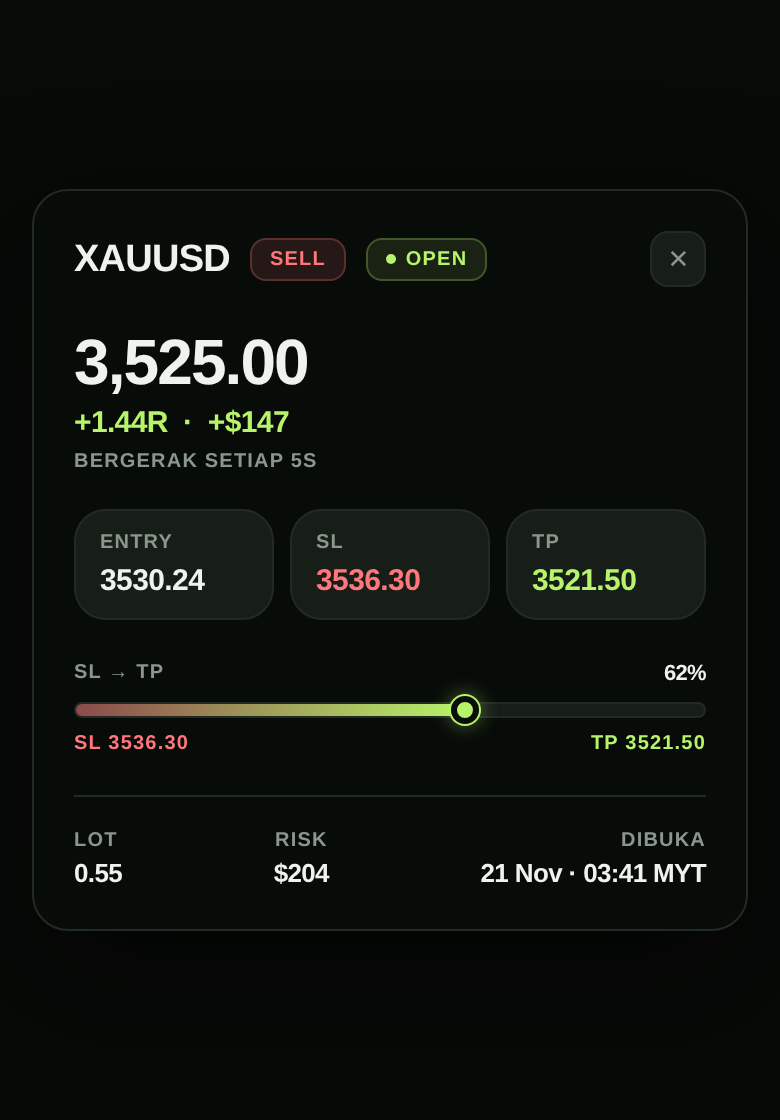 XAUUSD SELL OPEN ✕
3,525.00
+1.44R · +$147
BERGERAK SETIAP 5S
ENTRY SL TP
3530.24 3536.30 3521.50
SL → TP 62%
SL 3536.30 TP 3521.50
LOT RISK DIBUKA
0.55 $204 21 Nov · 03:41 MYT